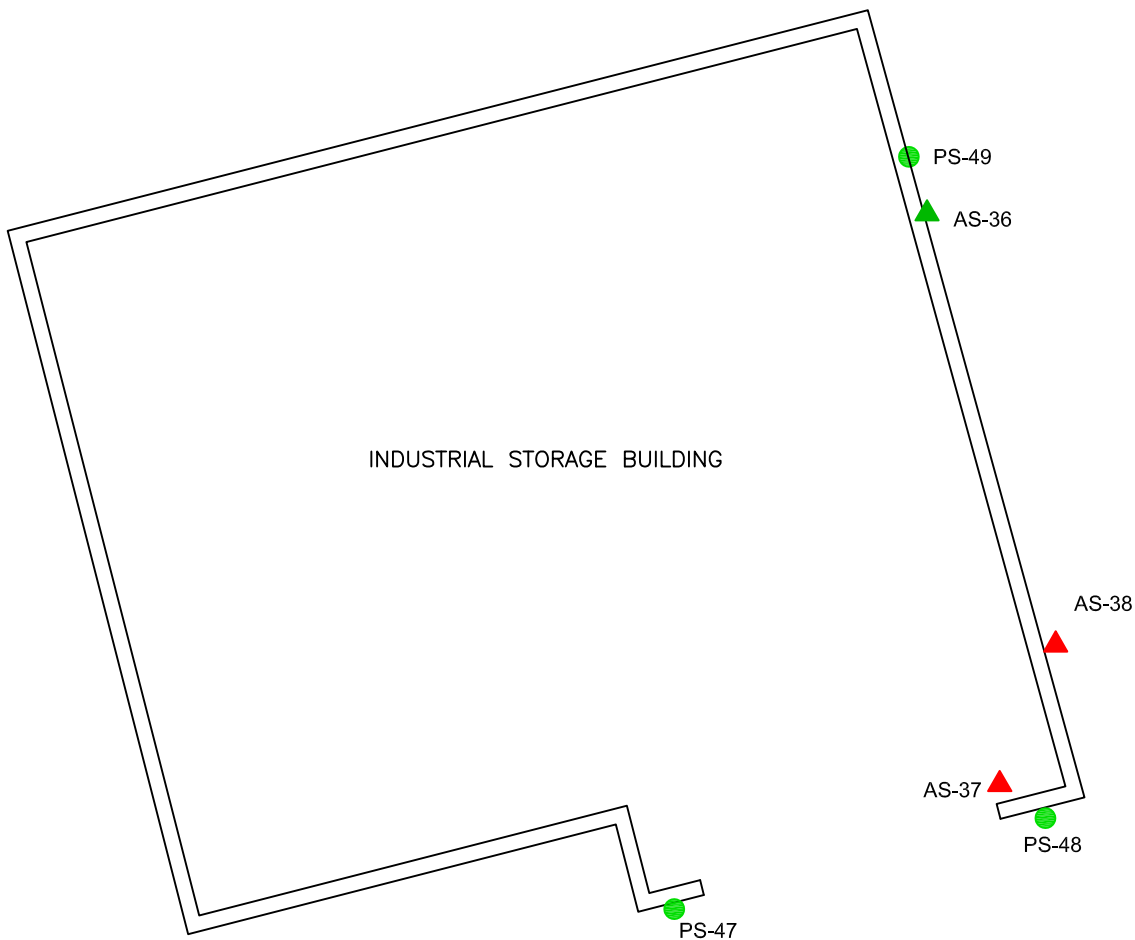 PS-49
AS-36
INDUSTRIAL STORAGE BUILDING
AS-38
AS-37
PS-48
PS-47